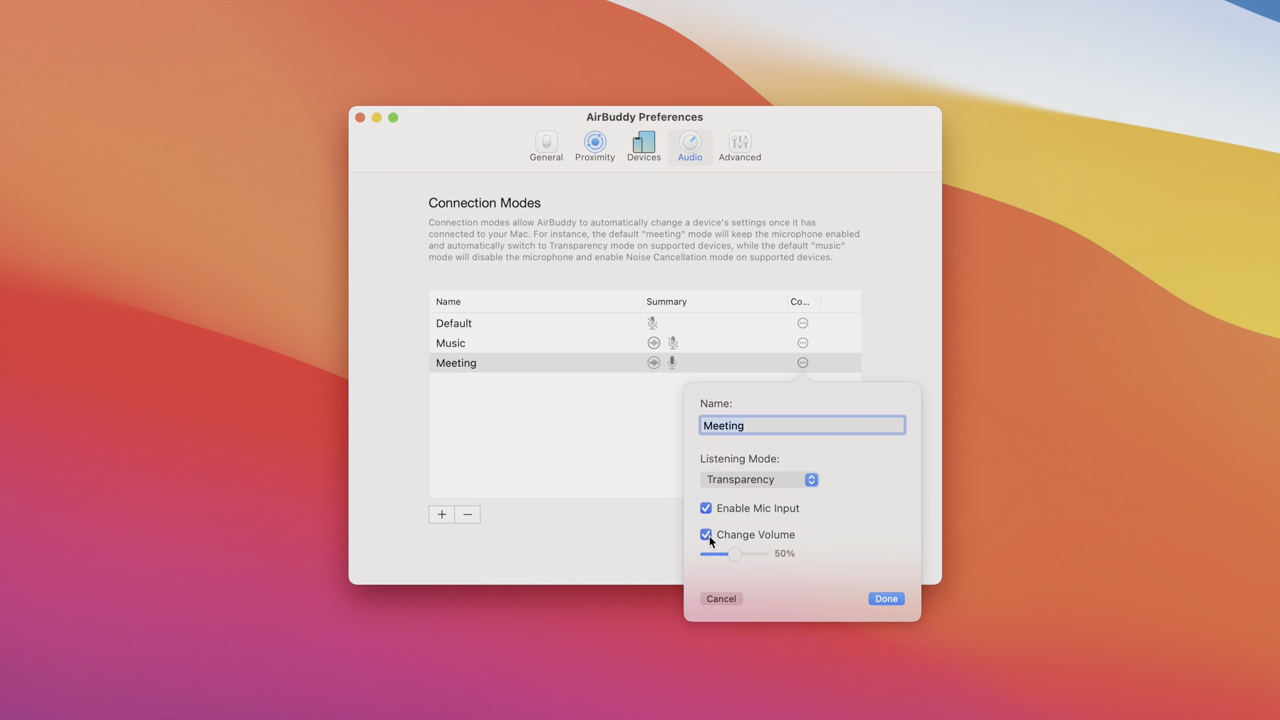 AirBuddy Preferences
General Proximity Devices Audio Advanced
Connection Modes
Connection modes allow AirBuddy to automatically change a device's settings once it has
connected to your Mac. For instance, the default "meeting" mode will keep the microphone enabled
and automatically switch to Transparency mode on supported devices, while the default "music"
mode will disable the microphone and enable Noise Cancellation mode on supported devices.
Name Summary Co...
Default
Music
Meeting
Name:
Meeting
Listening Mode:
Transparency
Enable Mic Input
Change Volume
50%
Cancel Done